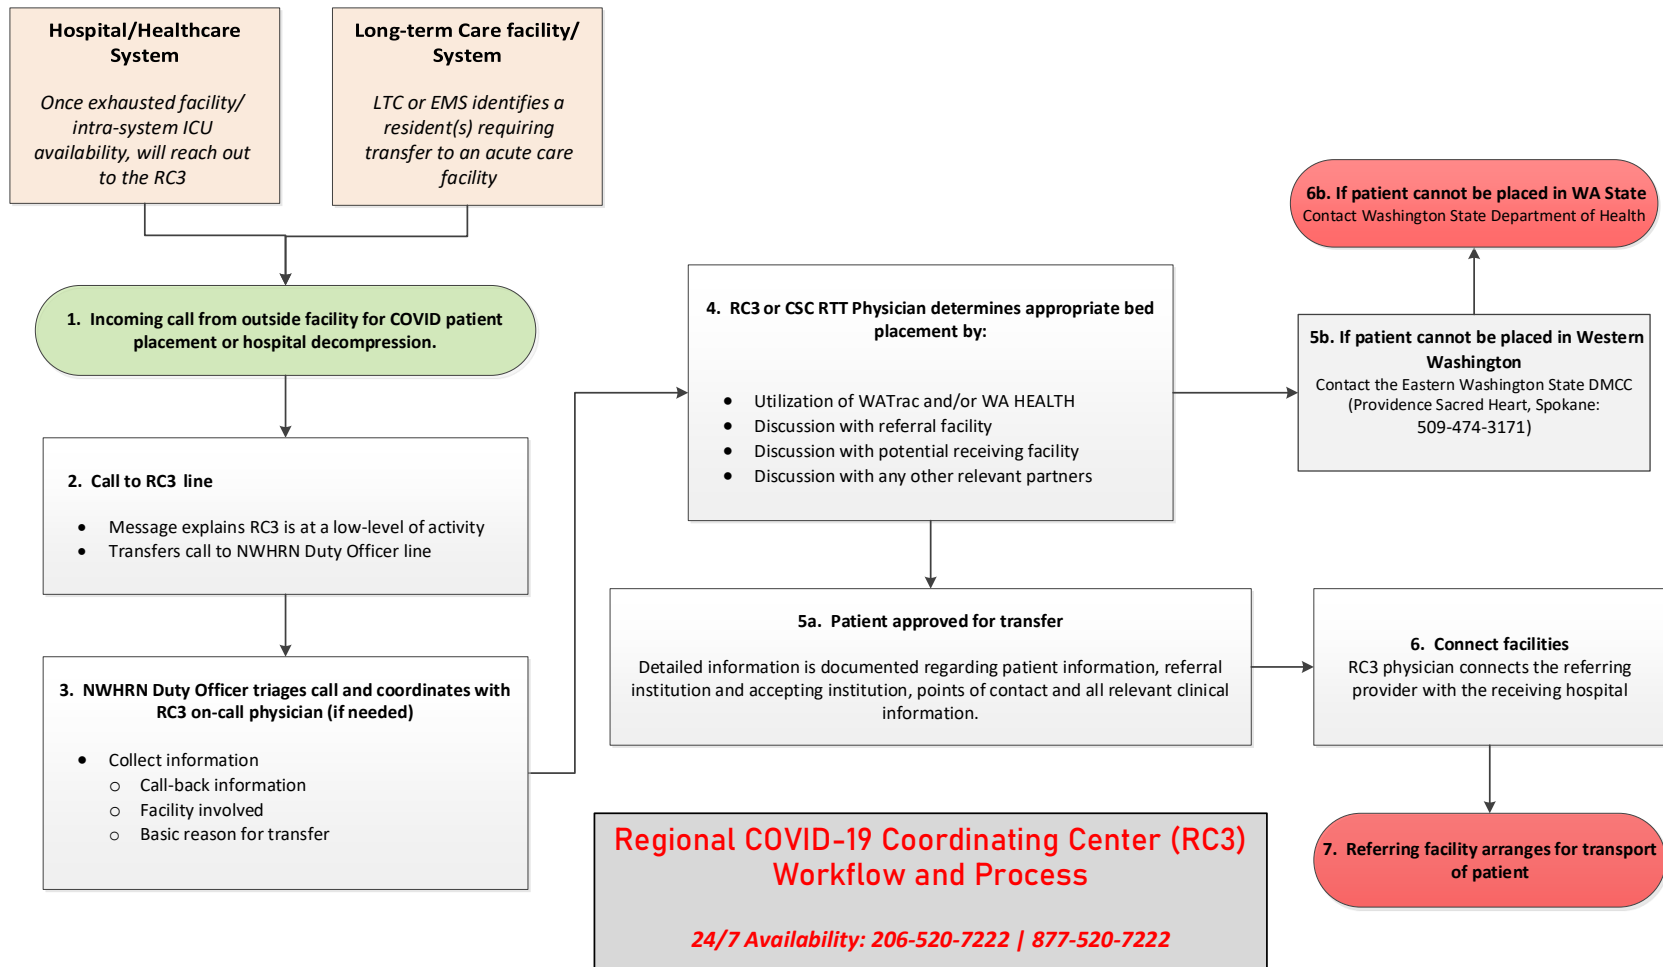 Hospital/Healthcare
System
Once exhausted facility/
intra-system ICU
availability, will reach out
to the RC3
Long-term Care facility/
System
LTC or EMS identifies a
resident(s) requiring
transfer to an acute care
facility
1. Incoming call from outside facility for COVID patient
placement or hospital decompression.
2. Call to RC3 line
• Message explains RC3 is at a low-level of activity
• Transfers call to NWHRN Duty Officer line
3. NWHRN Duty Officer triages call and coordinates with
RC3 on-call physician (if needed)
• Collect information
o Call-back information
o Facility involved
o Basic reason for transfer
4. RC3 or CSC RTT Physician determines appropriate bed
placement by:
• Utilization of WATrac and/or WA HEALTH
• Discussion with referral facility
• Discussion with potential receiving facility
• Discussion with any other relevant partners
5a. Patient approved for transfer
Detailed information is documented regarding patient information, referral
institution and accepting institution, points of contact and all relevant clinical
information.
6b. If patient cannot be placed in WA State
Contact Washington State Department of Health
5b. If patient cannot be placed in Western
Washington
Contact the Eastern Washington State DMCC
(Providence Sacred Heart, Spokane:
509-474-3171)
6. Connect facilities
RC3 physician connects the referring
provider with the receiving hospital
7. Referring facility arranges for transport
of patient
Regional COVID-19 Coordinating Center (RC3)
Workflow and Process
24/7 Availability: 206-520-7222 | 877-520-7222